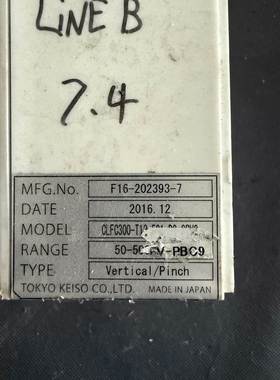 LINE B
7.4
MFG.No. F16-202393-7
DATE 2016.12
MODEL
RANGE
TYPE Vertical/Pinch
TOKYO KEISO CO.,LTD. MADE IN JAPAN